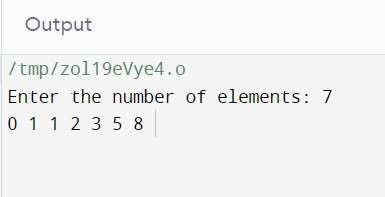 Output
/tmp/zol19eVye4.o
Enter the number of elements: 7
0 1 1 2 3 5 8